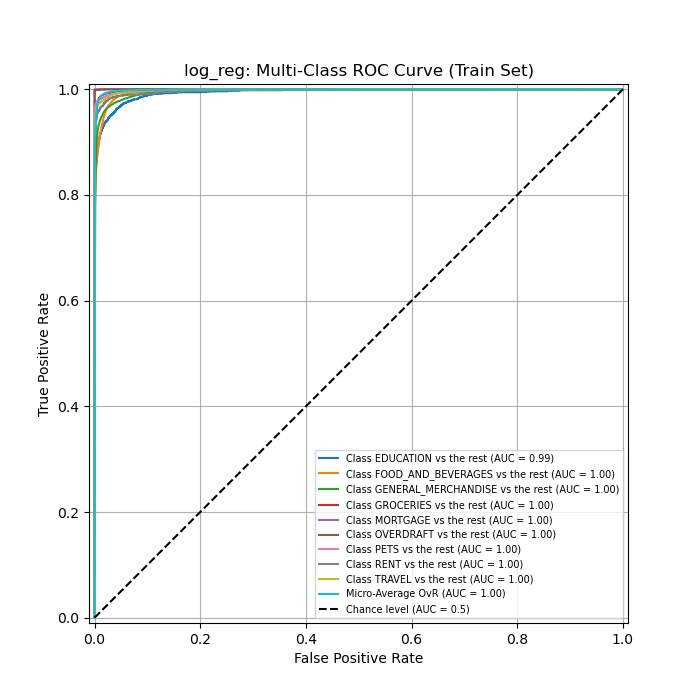 log_reg: Multi-Class ROC Curve (Train Set)
1.0
0.8
0.6
0.4
0.2
0.0
True Positive Rate
Class EDUCATION vs the rest (AUC = 0.99)
Class FOOD_AND_BEVERAGES vs the rest (AUC = 1.00)
Class GENERAL_MERCHANDISE vs the rest (AUC = 1.00)
Class GROCERIES vs the rest (AUC = 1.00)
Class MORTGAGE vs the rest (AUC = 1.00)
Class OVERDRAFT vs the rest (AUC = 1.00)
Class PETS vs the rest (AUC = 1.00)
Class RENT vs the rest (AUC = 1.00)
Class TRAVEL vs the rest (AUC = 1.00)
Micro-Average OvR (AUC = 1.00)
Chance level (AUC = 0.5)
0.0 0.2 0.4 0.6 0.8 1.0
False Positive Rate